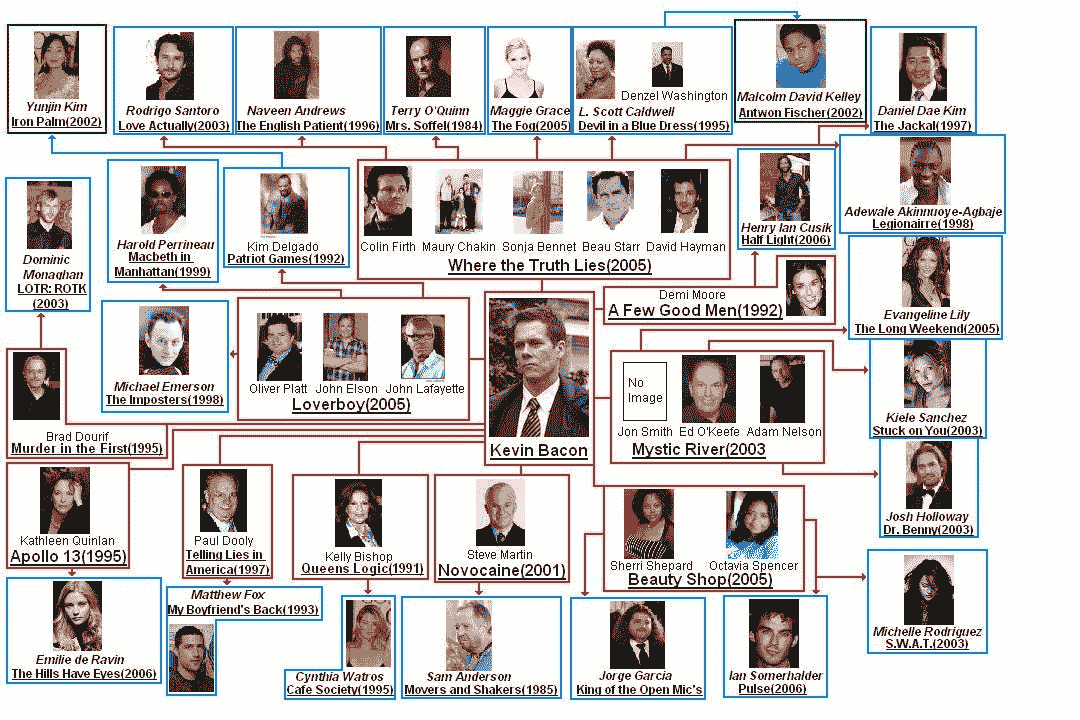 Yunjin Kim
Iron Palm(2002)
Rodrigo Santoro
Love Actually(2003)
Naveen Andrews
The English Patient(1996)
Terry O'Quinn
Mrs. Soffel(1984)
Maggie Grace
The Fog(2005)
Denzel Washington
L. Scott Caldwell
Devil in a Blue Dress(1995)
Malcolm David Kelley
Antwon Fischer(2002)
Daniel Dae Kim
The Jackal(1997)
Dominic
Monaghan
LOTR: ROTK
(2003)
Harold Perrineau
Macbeth in
Manhattan(1999)
Kim Delgado
Patriot Games(1992)
Colin Firth
Maury Chakin
Sonja Bennet
Beau Starr
David Hayman
Where the Truth Lies(2005)
Henry Ian Cusik
Half Light(2006)
Adewale Akinnuoye-Agbaje
Legionairre(1998)
Demi Moore
A Few Good Men(1992)
Evangeline Lily
The Long Weekend(2005)
Michael Emerson
The Imposters(1998)
Oliver Platt
John Elson
John Lafayette
Loverboy(2005)
Kevin Bacon
No
Image
Jon Smith
Ed O'Keefe
Adam Nelson
Mystic River(2003
Kiele Sanchez
Stuck on You(2003)
Brad Dourif
Murder in the First(1995)
Josh Holloway
Dr. Benny(2003)
Kathleen Quinlan
Apollo 13(1995)
Paul Dooly
Telling Lies in
America(1997)
Kelly Bishop
Queens Logic(1991)
Steve Martin
Novocaine(2001)
Sherri Shepard
Octavia Spencer
Beauty Shop(2005)
Emilie de Ravin
The Hills Have Eyes(2006)
Matthew Fox
My Boyfriend's Back(1993)
Cynthia Watros
Cafe Society(1995)
Sam Anderson
Movers and Shakers(1985)
Jorge Garcia
King of the Open Mic's
Ian Somerhalder
Pulse(2006)
Michelle Rodriguez
S.W.A.T.(2003)